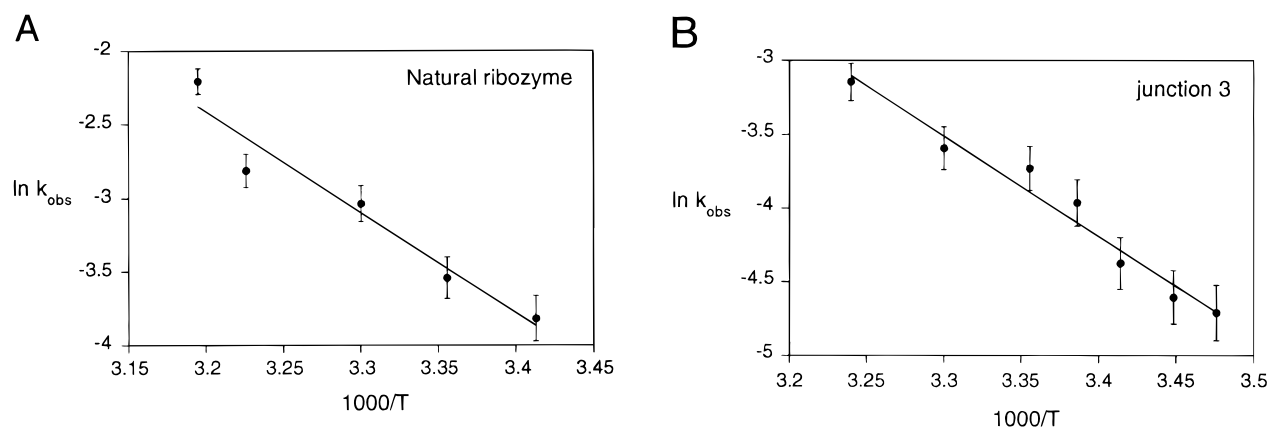 A
Natural ribozyme
-2
-2.5
-3
-3.5
-4
ln k_obs
3.15 3.2 3.25 3.3 3.35 3.4 3.45
1000/T
B
junction 3
-3
-3.5
-4
-4.5
-5
ln k_obs
3.2 3.25 3.3 3.35 3.4 3.45 3.5
1000/T